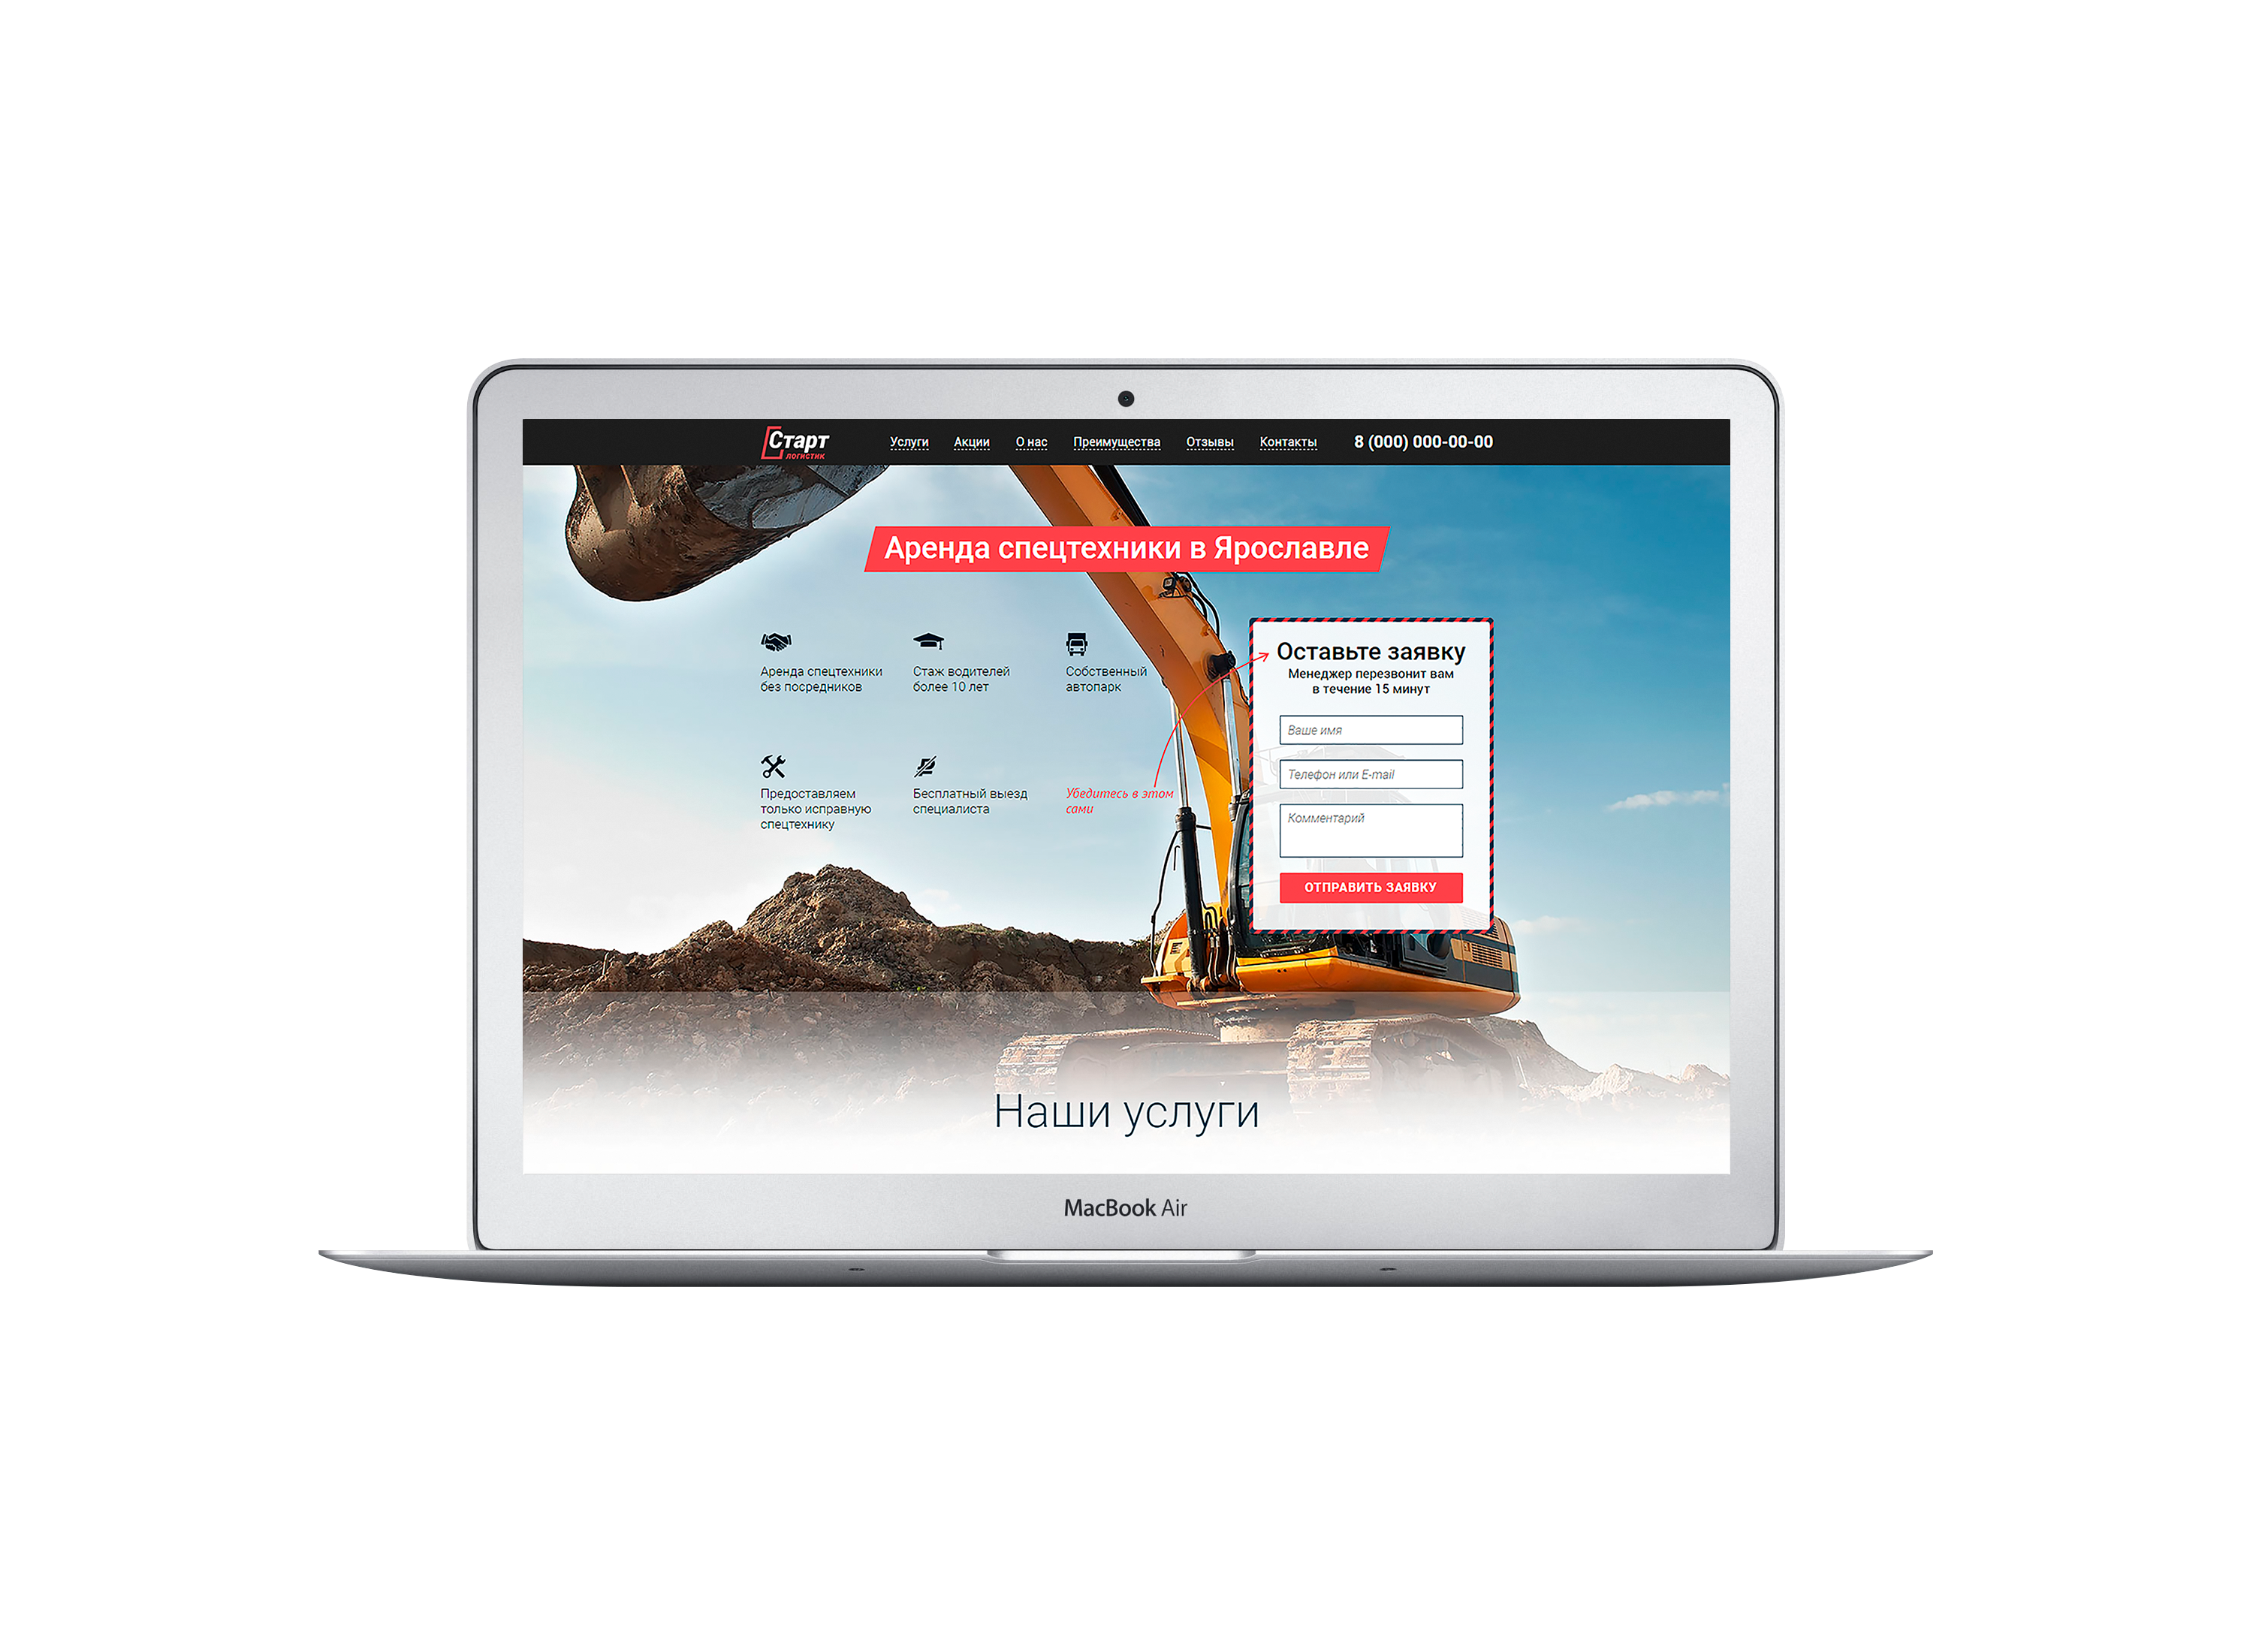 Старт
логистик
Услуги Акции О нас Преимущества Отзывы Контакты 8 (000) 000-00-00
Аренда спецтехники в Ярославле
Аренда спецтехники
без посредников
Стаж водителей
более 10 лет
Собственный
автопарк
Предоставляем
только исправную
спецтехнику
Бесплатный выезд
специалиста
Убедитесь в этом
сами
Оставьте заявку
Менеджер перезвонит вам
в течение 15 минут
Ваше имя
Телефон или E-mail
Комментарий
ОТПРАВИТЬ ЗАЯВКУ
Наши услуги
MacBook Air